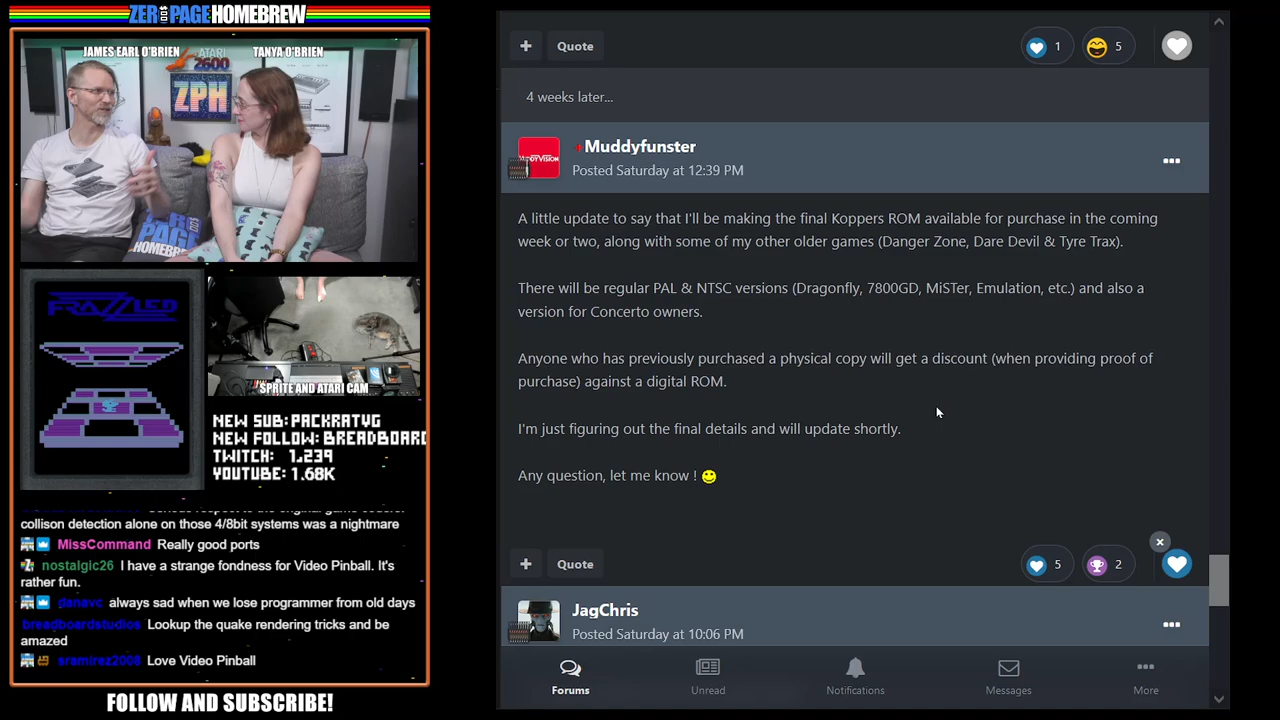 ZEROPAGE HOMEBREW
JAMES EARL O'BRIEN
TANYA O'BRIEN
ATARI
2600
ZPH
ZERO
PAGE
HOMEBREW
FRAZZLED
SPRITE AND ATARI CAM
NEW SUB: PACKRATVG
NEW FOLLOW: BREADBOARD
TWITCH: 1,239
YOUTUBE: 1.68K
collison detection alone on those 4/8bit systems was a nightmare
MissCommand Really good ports
nostalgic26 I have a strange fondness for Video Pinball. It's
rather fun.
always sad when we lose programmer from old days
breadboardstudios Lookup the quake rendering tricks and be
amazed
sramirez2008 Love Video Pinball
FOLLOW AND SUBSCRIBE!
+ Quote 1 5
4 weeks later...
Muddyfunster
Posted Saturday at 12:39 PM
A little update to say that I'll be making the final Koppers ROM available for purchase in the coming
week or two, along with some of my other older games (Danger Zone, Dare Devil & Tyre Trax).
There will be regular PAL & NTSC versions (Dragonfly, 7800GD, MiSTer, Emulation, etc.) and also a
version for Concerto owners.
Anyone who has previously purchased a physical copy will get a discount (when providing proof of
purchase) against a digital ROM.
I'm just figuring out the final details and will update shortly.
Any question, let me know !
+ Quote 5 2
JagChris
Posted Saturday at 10:06 PM
Forums Unread Notifications Messages More